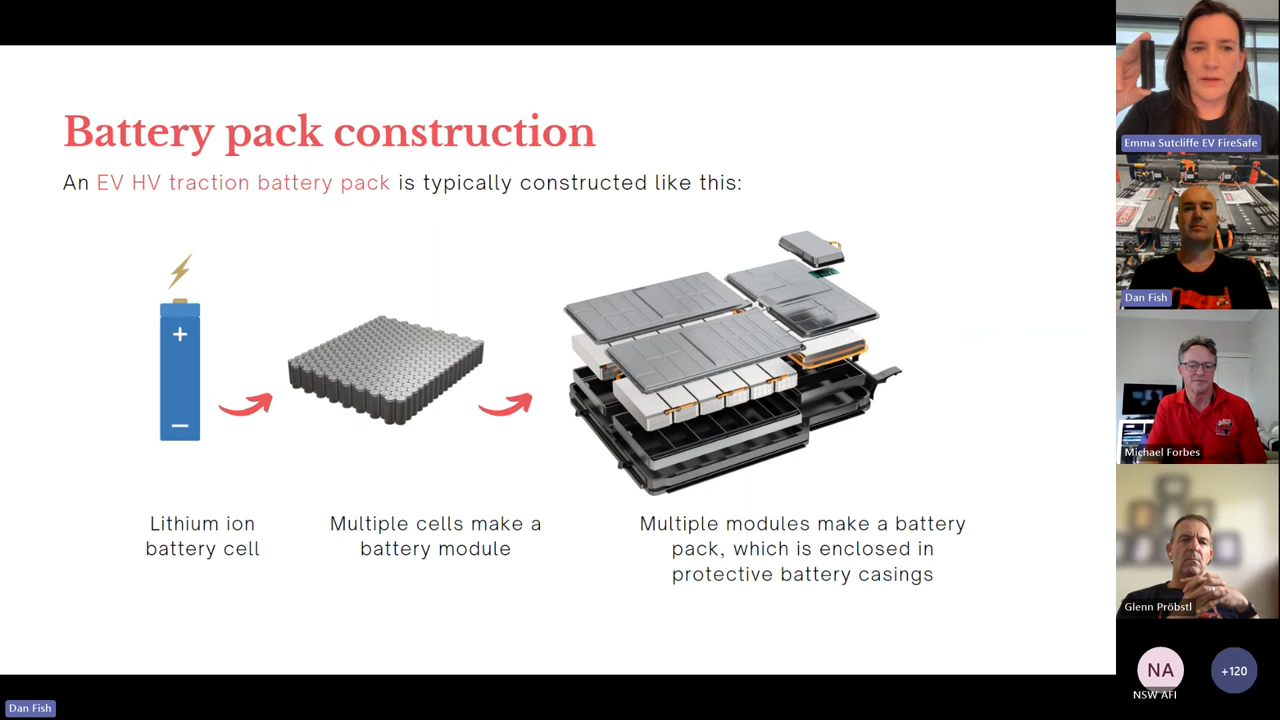 Battery pack construction
An EV HV traction battery pack is typically constructed like this:
+
−
Lithium ion
battery cell
Multiple cells make a
battery module
Multiple modules make a battery
pack, which is enclosed in
protective battery casings
Emma Sutcliffe EV FireSafe
Dan Fish
Michael Forbes
Glenn Pröbstl
NA
NSW AFI
+120
Dan Fish